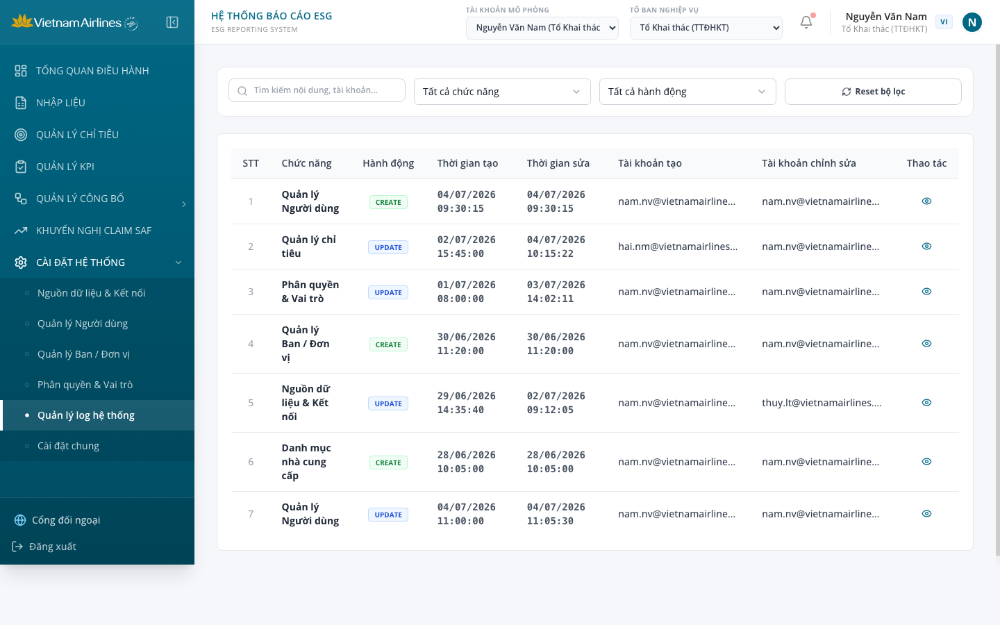 Vietnam Airlines
HỆ THỐNG BÁO CÁO ESG
ESG REPORTING SYSTEM
TÀI KHOẢN MÔ PHỎNG
Nguyễn Văn Nam (Tổ Khai thác
TỔ BAN NGHIỆP VỤ
Tổ Khai thác (TTĐHKT)
Nguyễn Văn Nam
Tổ Khai thác (TTĐHKT)
VI
N
TỔNG QUAN ĐIỀU HÀNH
NHẬP LIỆU
QUẢN LÝ CHỈ TIÊU
QUẢN LÝ KPI
QUẢN LÝ CÔNG BỐ
KHUYẾN NGHỊ CLAIM SAF
CÀI ĐẶT HỆ THỐNG
Nguồn dữ liệu & Kết nối
Quản lý Người dùng
Quản lý Ban / Đơn vị
Phân quyền & Vai trò
Quản lý log hệ thống
Cài đặt chung
Cổng đối ngoại
Đăng xuất
Tìm kiếm nội dung, tài khoản...
Tất cả chức năng
Tất cả hành động
Reset bộ lọc
STT Chức năng Hành động Thời gian tạo Thời gian sửa Tài khoản tạo Tài khoản chỉnh sửa Thao tác
1 Quản lý Người dùng CREATE 04/07/2026 09:30:15 04/07/2026 09:30:15 nam.nv@vietnamairline... nam.nv@vietnamairline...
2 Quản lý chỉ tiêu UPDATE 02/07/2026 15:45:00 04/07/2026 10:15:22 hai.nm@vietnamairlines... nam.nv@vietnamairline...
3 Phân quyền & Vai trò UPDATE 01/07/2026 08:00:00 03/07/2026 14:02:11 nam.nv@vietnamairline... nam.nv@vietnamairline...
4 Quản lý Ban / Đơn vị CREATE 30/06/2026 11:20:00 30/06/2026 11:20:00 nam.nv@vietnamairline... nam.nv@vietnamairline...
5 Nguồn dữ liệu & Kết nối UPDATE 29/06/2026 14:35:40 02/07/2026 09:12:05 nam.nv@vietnamairline... thuy.lt@vietnamairlines....
6 Danh mục nhà cung cấp CREATE 28/06/2026 10:05:00 28/06/2026 10:05:00 nam.nv@vietnamairline... nam.nv@vietnamairline...
7 Quản lý Người dùng UPDATE 04/07/2026 11:00:00 04/07/2026 11:05:30 nam.nv@vietnamairline... nam.nv@vietnamairline...